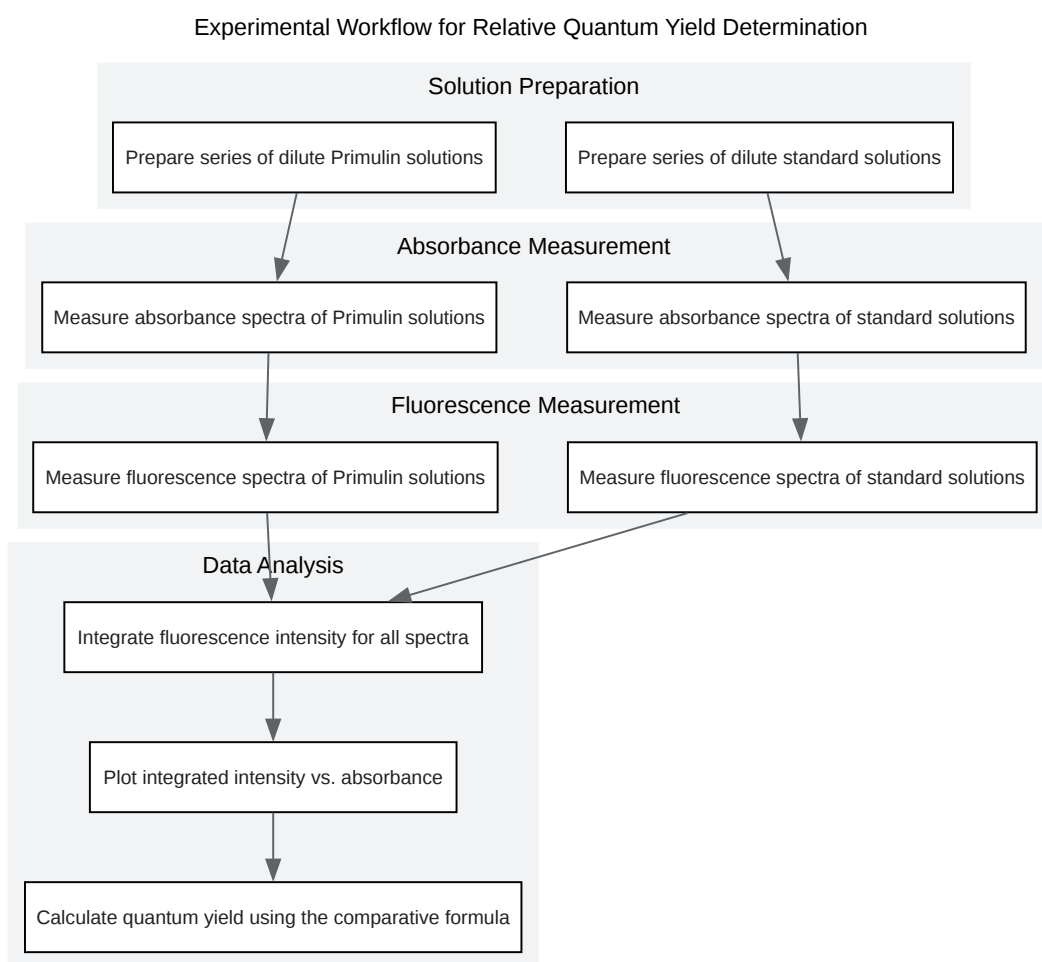 Experimental Workflow for Relative Quantum Yield Determination
Solution Preparation
Prepare series of dilute Primulin solutions
Prepare series of dilute standard solutions
Absorbance Measurement
Measure absorbance spectra of Primulin solutions
Measure absorbance spectra of standard solutions
Fluorescence Measurement
Measure fluorescence spectra of Primulin solutions
Measure fluorescence spectra of standard solutions
Data Analysis
Integrate fluorescence intensity for all spectra
Plot integrated intensity vs. absorbance
Calculate quantum yield using the comparative formula